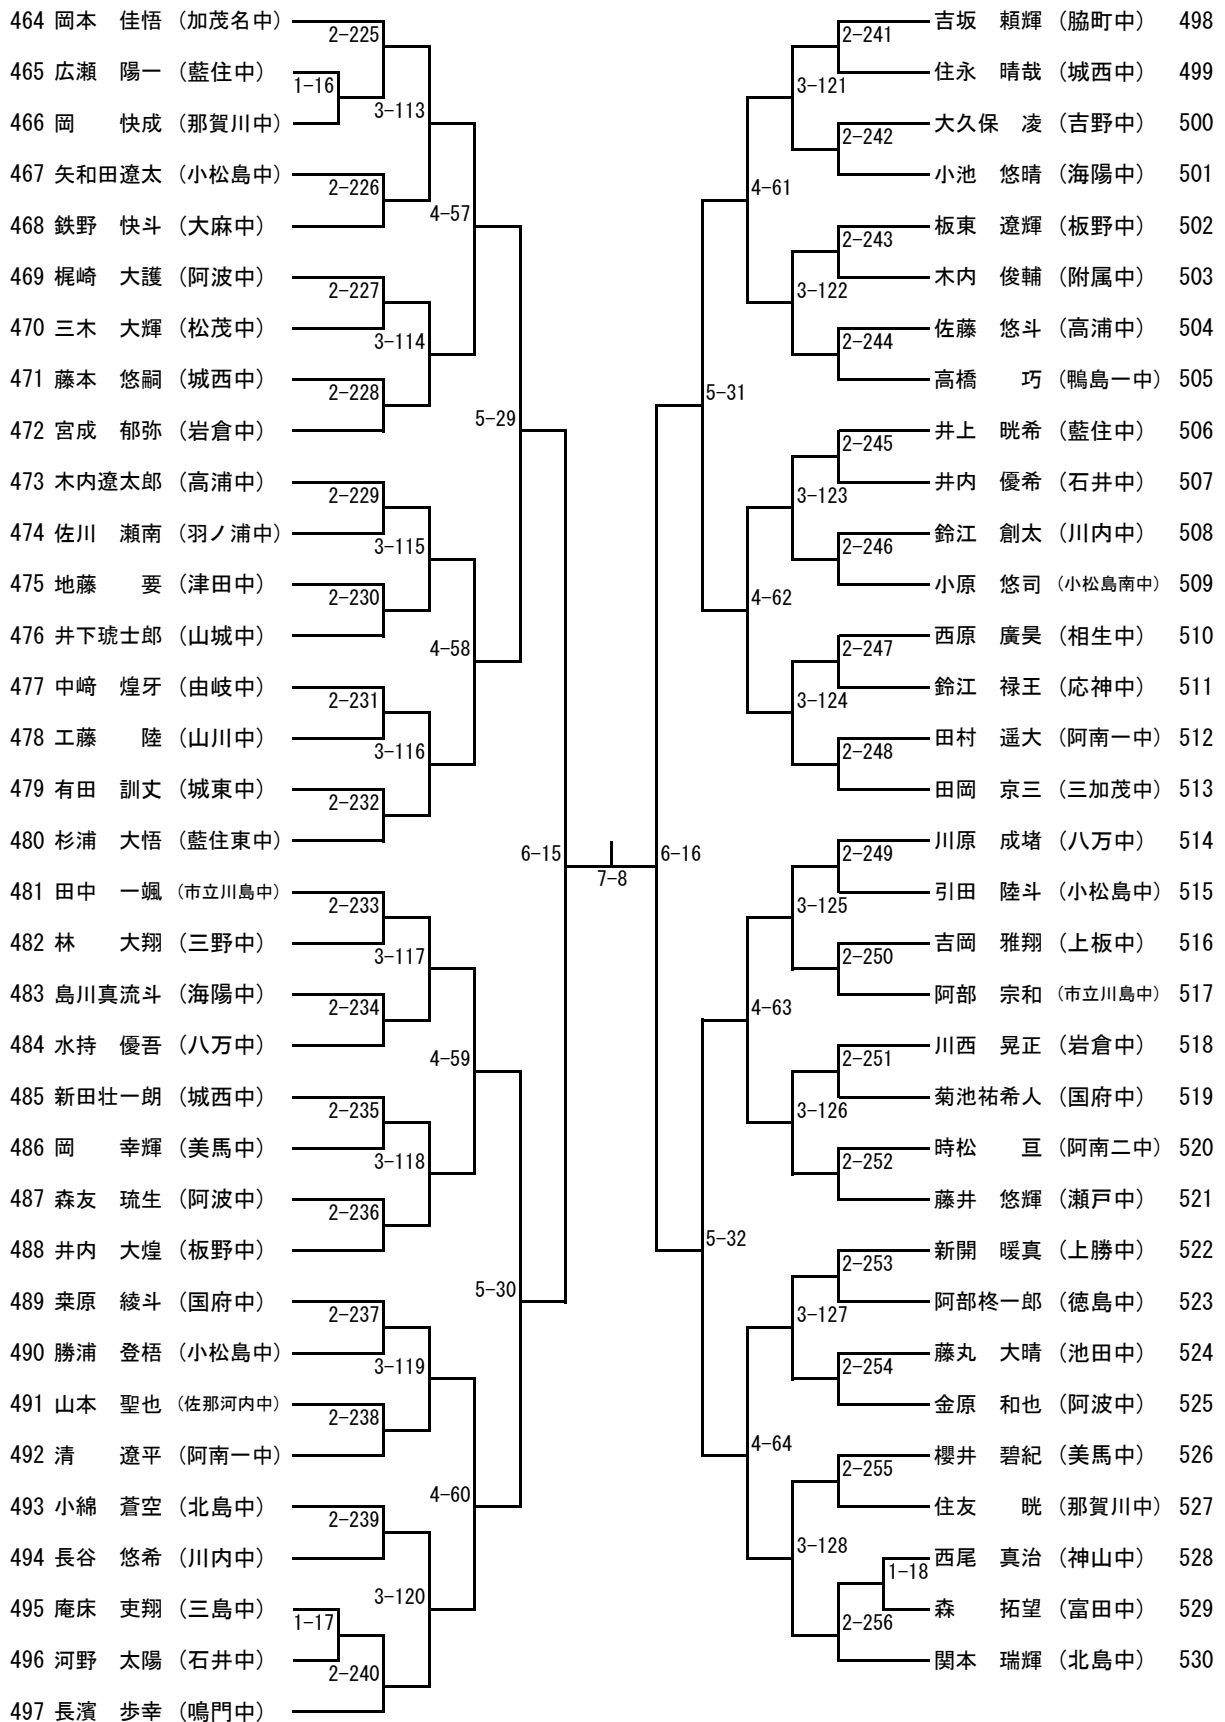 464 岡本　佳悟 (加茂名中)
2-225
465 広瀬　陽一 (藍住中)
1-16
3-113
466 岡　　快成 (那賀川中)
467 矢和田遼太 (小松島中)
2-226
4-57
468 鉄野　快斗 (大麻中)
469 梶崎　大護 (阿波中)
2-227
470 三木　大輝 (松茂中)
3-114
471 藤本　悠嗣 (城西中)
2-228
5-29
472 宮成　郁弥 (岩倉中)
473 木内遼太郎 (高浦中)
2-229
474 佐川　瀬南 (羽ノ浦中)
3-115
475 地藤　　要 (津田中)
2-230
476 井下琥士郎 (山城中)
4-58
477 中﨑　煌牙 (由岐中)
2-231
478 工藤　　陸 (山川中)
3-116
479 有田　訓丈 (城東中)
2-232
480 杉浦　大悟 (藍住東中)
6-15
481 田中　一颯 (市立川島中)
2-233
482 林　　大翔 (三野中)
3-117
483 島川真流斗 (海陽中)
2-234
484 水持　優吾 (八万中)
4-59
485 新田壮一朗 (城西中)
2-235
486 岡　　幸輝 (美馬中)
3-118
487 森友　琉生 (阿波中)
2-236
488 井内　大煌 (板野中)
5-30
489 桒原　綾斗 (国府中)
2-237
490 勝浦　登梧 (小松島中)
3-119
491 山本　聖也 (佐那河内中)
2-238
492 清　　遼平 (阿南一中)
4-60
493 小綿　蒼空 (北島中)
2-239
494 長谷　悠希 (川内中)
3-120
495 庵床　吏翔 (三島中)
1-17
496 河野　太陽 (石井中)
2-240
497 長濱　歩幸 (鳴門中)
7-8
吉坂　頼輝 (脇町中) 498
2-241
住永　晴哉 (城西中) 499
3-121
大久保　凌 (吉野中) 500
2-242
小池　悠晴 (海陽中) 501
4-61
板東　遼輝 (板野中) 502
2-243
木内　俊輔 (附属中) 503
3-122
佐藤　悠斗 (高浦中) 504
2-244
高橋　　巧 (鴨島一中) 505
5-31
井上　晄希 (藍住中) 506
2-245
井内　優希 (石井中) 507
3-123
鈴江　創太 (川内中) 508
2-246
小原　悠司 (小松島南中) 509
4-62
西原　廣昊 (相生中) 510
2-247
鈴江　禄王 (応神中) 511
3-124
田村　遥大 (阿南一中) 512
2-248
田岡　京三 (三加茂中) 513
川原　成堵 (八万中) 514
2-249
6-16
引田　陸斗 (小松島中) 515
3-125
吉岡　雅翔 (上板中) 516
2-250
阿部　宗和 (市立川島中) 517
4-63
川西　晃正 (岩倉中) 518
2-251
菊池祐希人 (国府中) 519
3-126
時松　　亘 (阿南二中) 520
2-252
藤井　悠輝 (瀬戸中) 521
5-32
新開　暖真 (上勝中) 522
2-253
阿部柊一郎 (徳島中) 523
3-127
藤丸　大晴 (池田中) 524
2-254
金原　和也 (阿波中) 525
4-64
櫻井　碧紀 (美馬中) 526
2-255
住友　　晄 (那賀川中) 527
3-128
西尾　真治 (神山中) 528
1-18
森　　拓望 (富田中) 529
2-256
関本　瑞輝 (北島中) 530